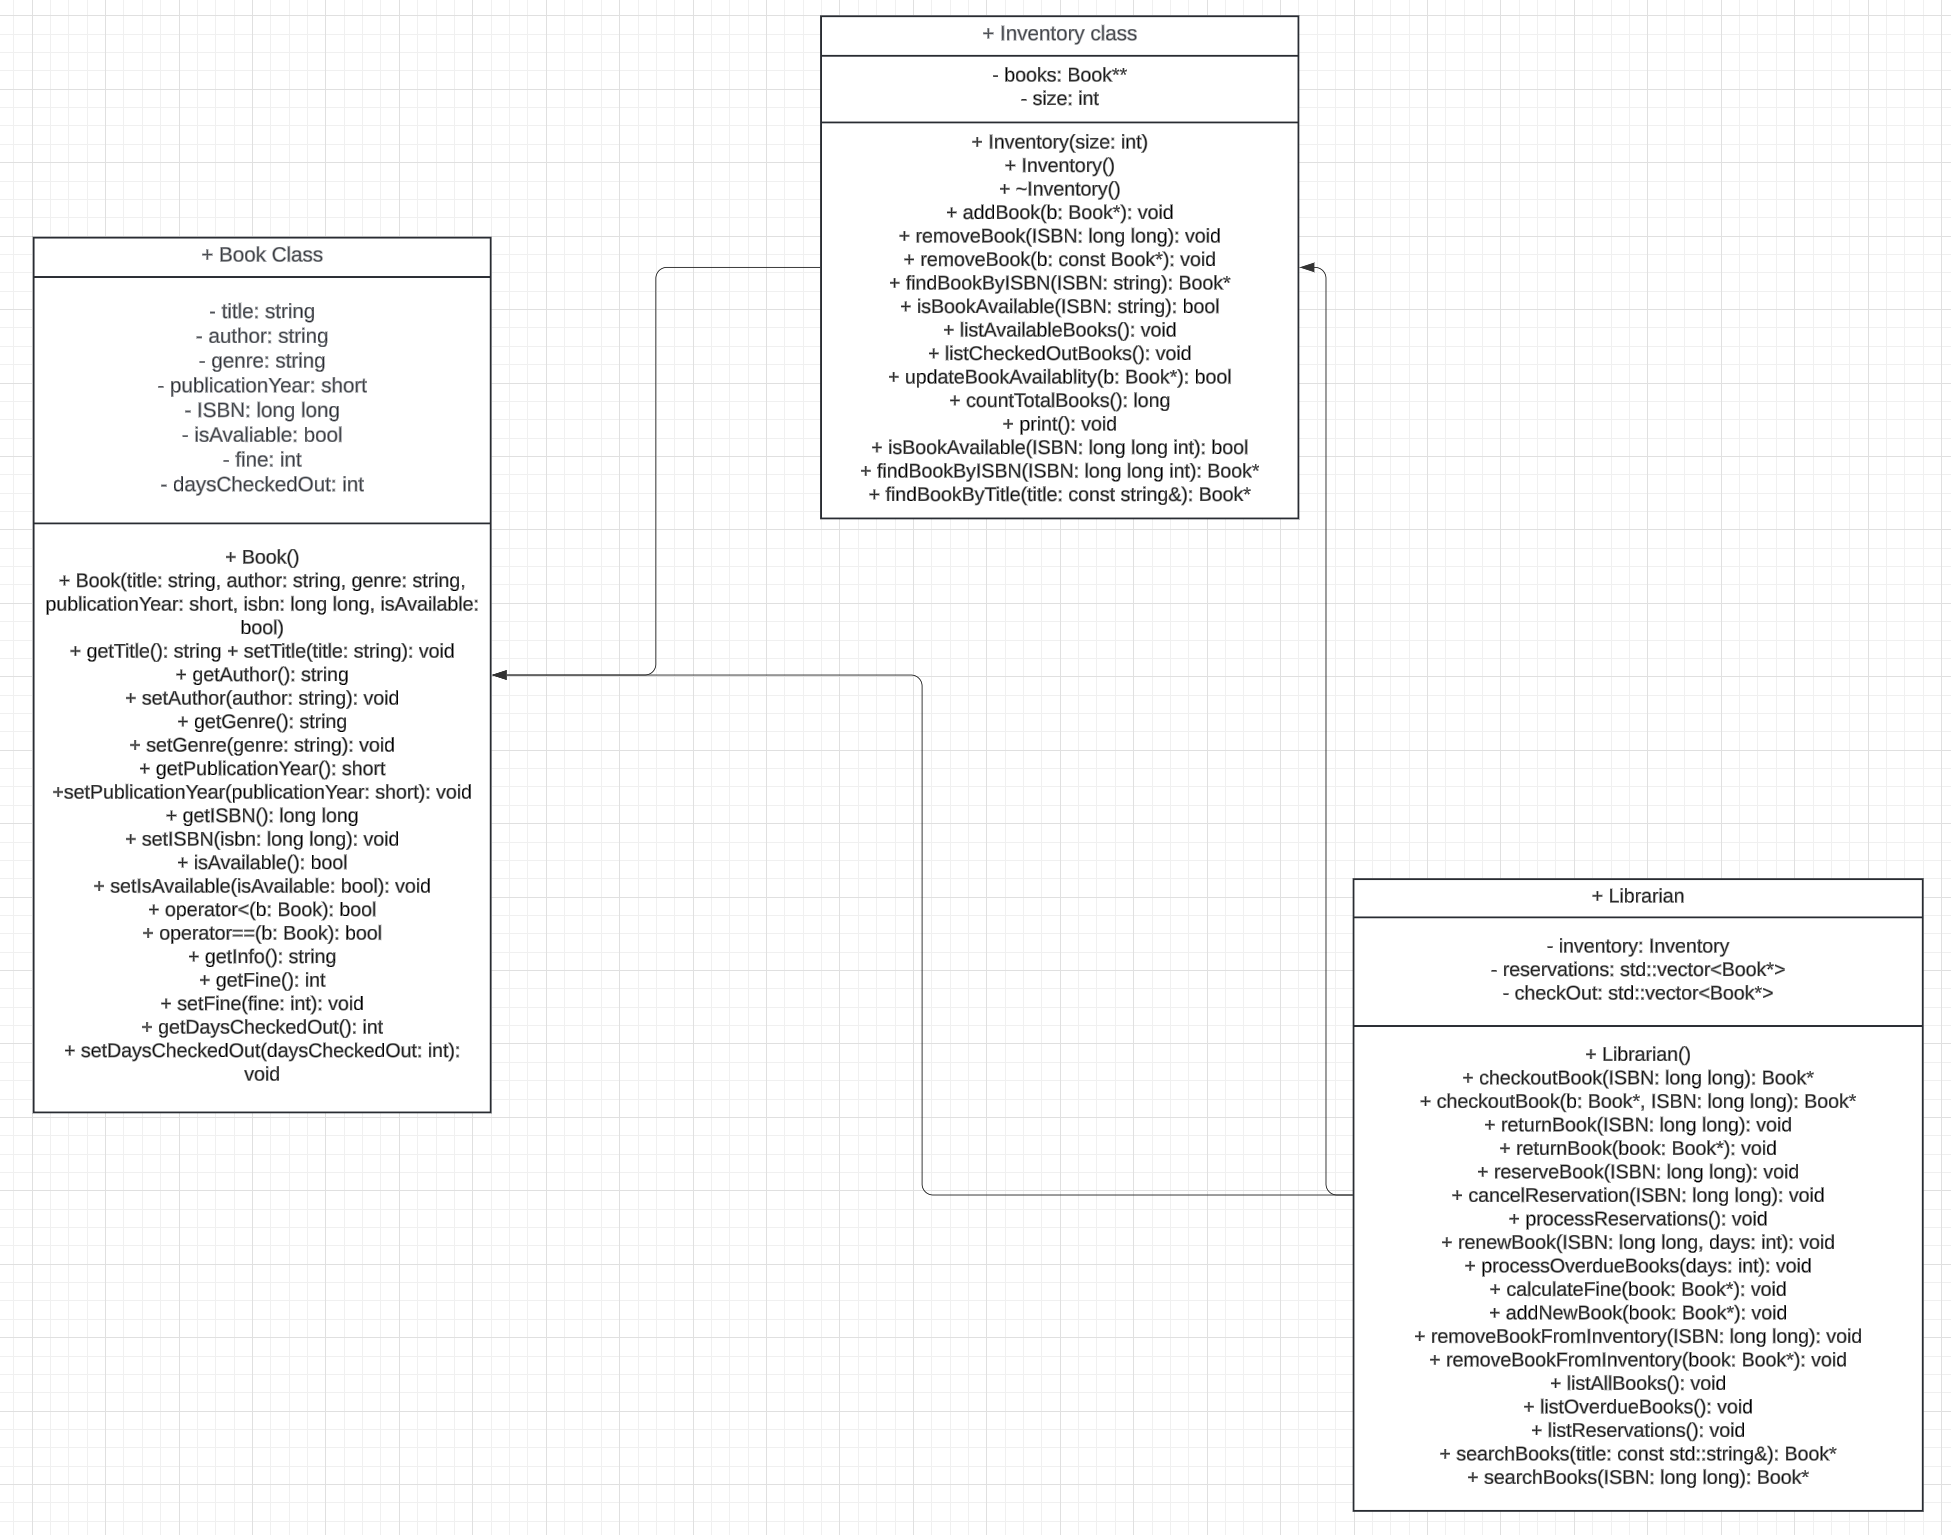 + Inventory class
- books: Book**
- size: int
+ Inventory(size: int)
+ Inventory()
+ ~Inventory()
+ addBook(b: Book*): void
+ removeBook(ISBN: long long): void
+ removeBook(b: const Book*): void
+ findBookByISBN(ISBN: string): Book*
+ isBookAvailable(ISBN: string): bool
+ listAvailableBooks(): void
+ listCheckedOutBooks(): void
+ updateBookAvailablity(b: Book*): bool
+ countTotalBooks(): long
+ print(): void
+ isBookAvailable(ISBN: long long int): bool
+ findBookByISBN(ISBN: long long int): Book*
+ findBookByTitle(title: const string&): Book*
+ Book Class
- title: string
- author: string
- genre: string
- publicationYear: short
- ISBN: long long
- isAvaliable: bool
- fine: int
- daysCheckedOut: int
+ Book()
+ Book(title: string, author: string, genre: string,
publicationYear: short, isbn: long long, isAvailable:
bool)
+ getTitle(): string + setTitle(title: string): void
+ getAuthor(): string
+ setAuthor(author: string): void
+ getGenre(): string
+ setGenre(genre: string): void
+ getPublicationYear(): short
+setPublicationYear(publicationYear: short): void
+ getISBN(): long long
+ setISBN(isbn: long long): void
+ isAvailable(): bool
+ setIsAvailable(isAvailable: bool): void
+ operator<(b: Book): bool
+ operator==(b: Book): bool
+ getInfo(): string
+ getFine(): int
+ setFine(fine: int): void
+ getDaysCheckedOut(): int
+ setDaysCheckedOut(daysCheckedOut: int):
void
+ Librarian
- inventory: Inventory
- reservations: std::vector<Book*>
- checkOut: std::vector<Book*>
+ Librarian()
+ checkoutBook(ISBN: long long): Book*
+ checkoutBook(b: Book*, ISBN: long long): Book*
+ returnBook(ISBN: long long): void
+ returnBook(book: Book*): void
+ reserveBook(ISBN: long long): void
+ cancelReservation(ISBN: long long): void
+ processReservations(): void
+ renewBook(ISBN: long long, days: int): void
+ processOverdueBooks(days: int): void
+ calculateFine(book: Book*): void
+ addNewBook(book: Book*): void
+ removeBookFromInventory(ISBN: long long): void
+ removeBookFromInventory(book: Book*): void
+ listAllBooks(): void
+ listOverdueBooks(): void
+ listReservations(): void
+ searchBooks(title: const std::string&): Book*
+ searchBooks(ISBN: long long): Book*